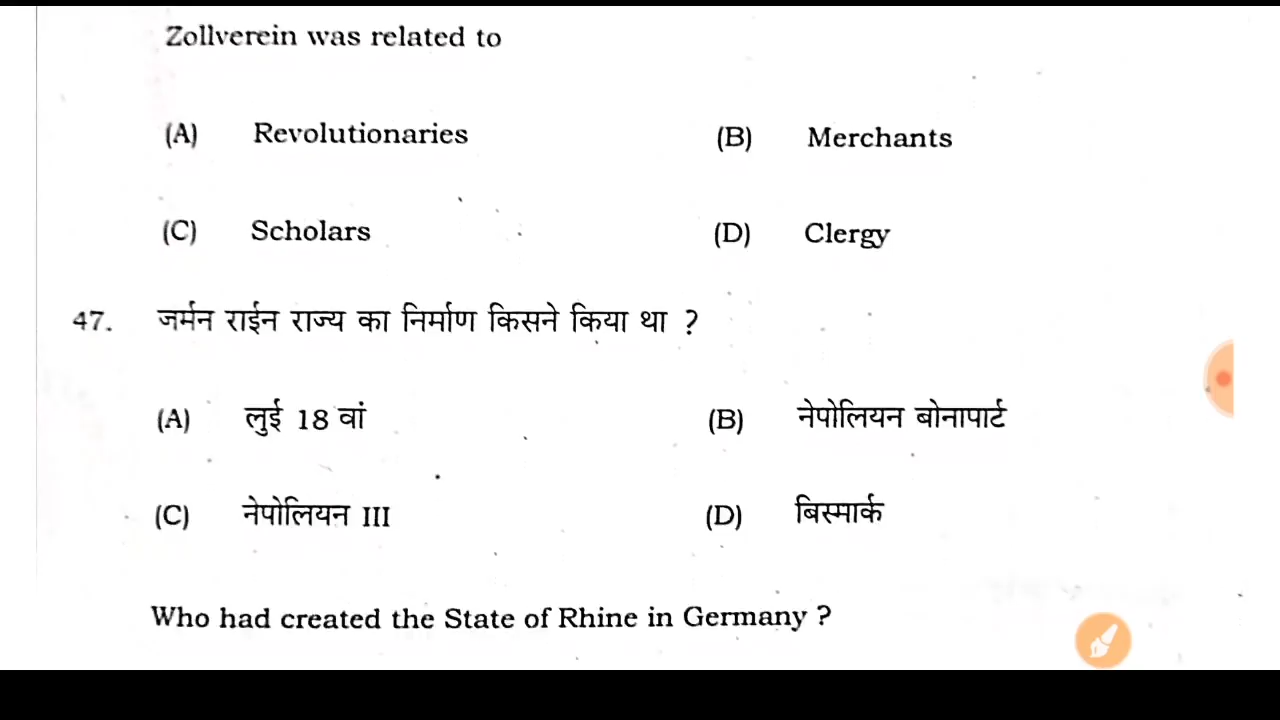 Zollverein was related to
(A) Revolutionaries (B) Merchants
(C) Scholars (D) Clergy
47. जर्मन राईन राज्य का निर्माण किसने किया था ?
(A) लुई 18 वां (B) नेपोलियन बोनापार्ट
(C) नेपोलियन III (D) बिस्मार्क
Who had created the State of Rhine in Germany ?